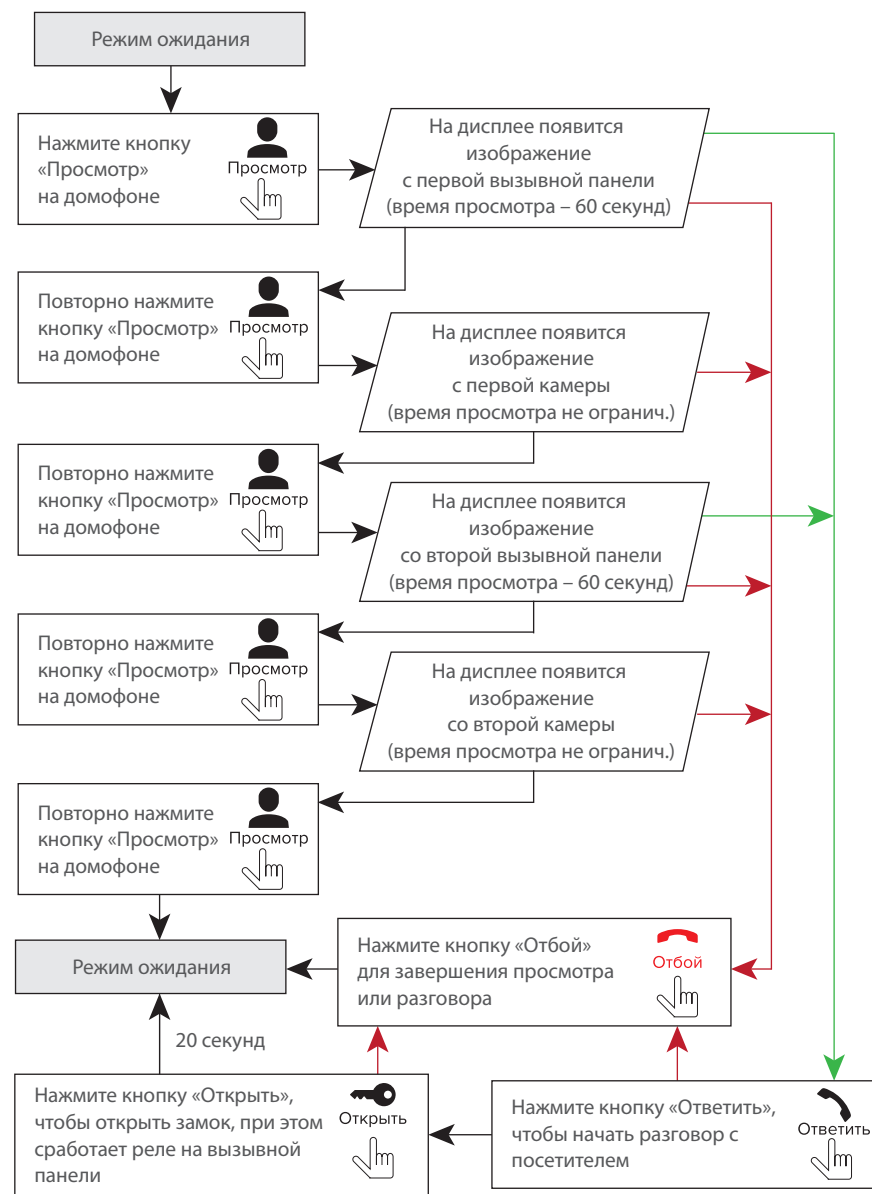 Режим ожидания
Нажмите кнопку
«Просмотр»
на домофоне
Просмотр
На дисплее появится
изображение
с первой вызывной панели
(время просмотра – 60 секунд)
Повторно нажмите
кнопку «Просмотр»
на домофоне
Просмотр
На дисплее появится
изображение
с первой камеры
(время просмотра не огранич.)
Повторно нажмите
кнопку «Просмотр»
на домофоне
Просмотр
На дисплее появится
изображение
со второй вызывной панели
(время просмотра – 60 секунд)
Повторно нажмите
кнопку «Просмотр»
на домофоне
Просмотр
На дисплее появится
изображение
со второй камеры
(время просмотра не огранич.)
Повторно нажмите
кнопку «Просмотр»
на домофоне
Просмотр
Режим ожидания
Нажмите кнопку «Отбой»
для завершения просмотра
или разговора
Отбой
20 секунд
Нажмите кнопку «Открыть»,
чтобы открыть замок, при этом
сработает реле на вызывной
панели
Открыть
Нажмите кнопку «Ответить»,
чтобы начать разговор с
посетителем
Ответить